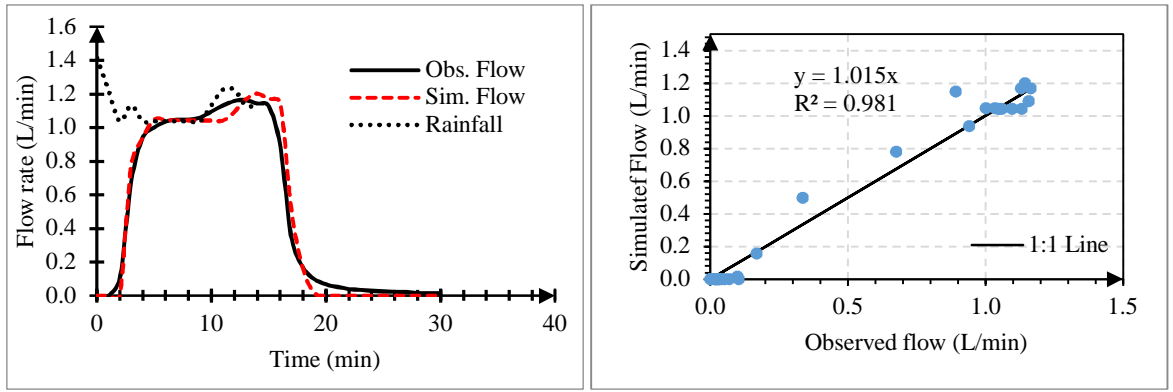 1.6
1.4
1.2
1.0
0.8
0.6
0.4
0.2
0.0
0
10
20
30
40
Flow rate (L/min)
Time (min)
Obs. Flow
Sim. Flow
Rainfall
1.4
1.2
1.0
0.8
0.6
0.4
0.2
0.0
0.0
0.5
1.0
1.5
Simulatef Flow (L/min)
Observed flow (L/min)
y = 1.015x
R² = 0.981
1:1 Line